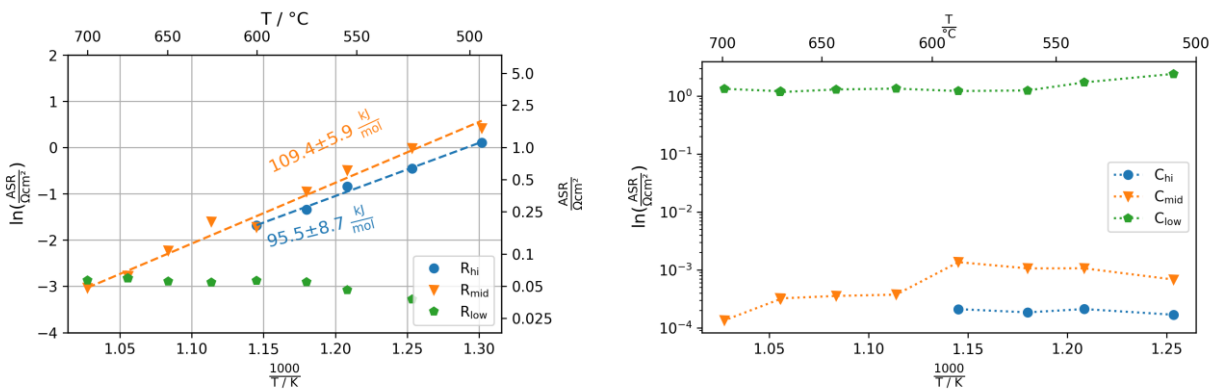 T / °C
700 650 600 550 500
2
1
0
−1
−2
−3
−4
ln(ASR/Ωcm²)
5.0
2.5
1.0
0.5
0.25
0.1
0.05
0.025
ASR/Ωcm²
109.4±5.9 kJ/mol
95.5±8.7 kJ/mol
R_hi
R_mid
R_low
1.05 1.10 1.15 1.20 1.25 1.30
1000/T / K
T/°C
700 650 600 550 500
10⁰
10⁻¹
10⁻²
10⁻³
10⁻⁴
ln(ASR/Ωcm²)
C_hi
C_mid
C_low
1.05 1.10 1.15 1.20 1.25
1000/T / K